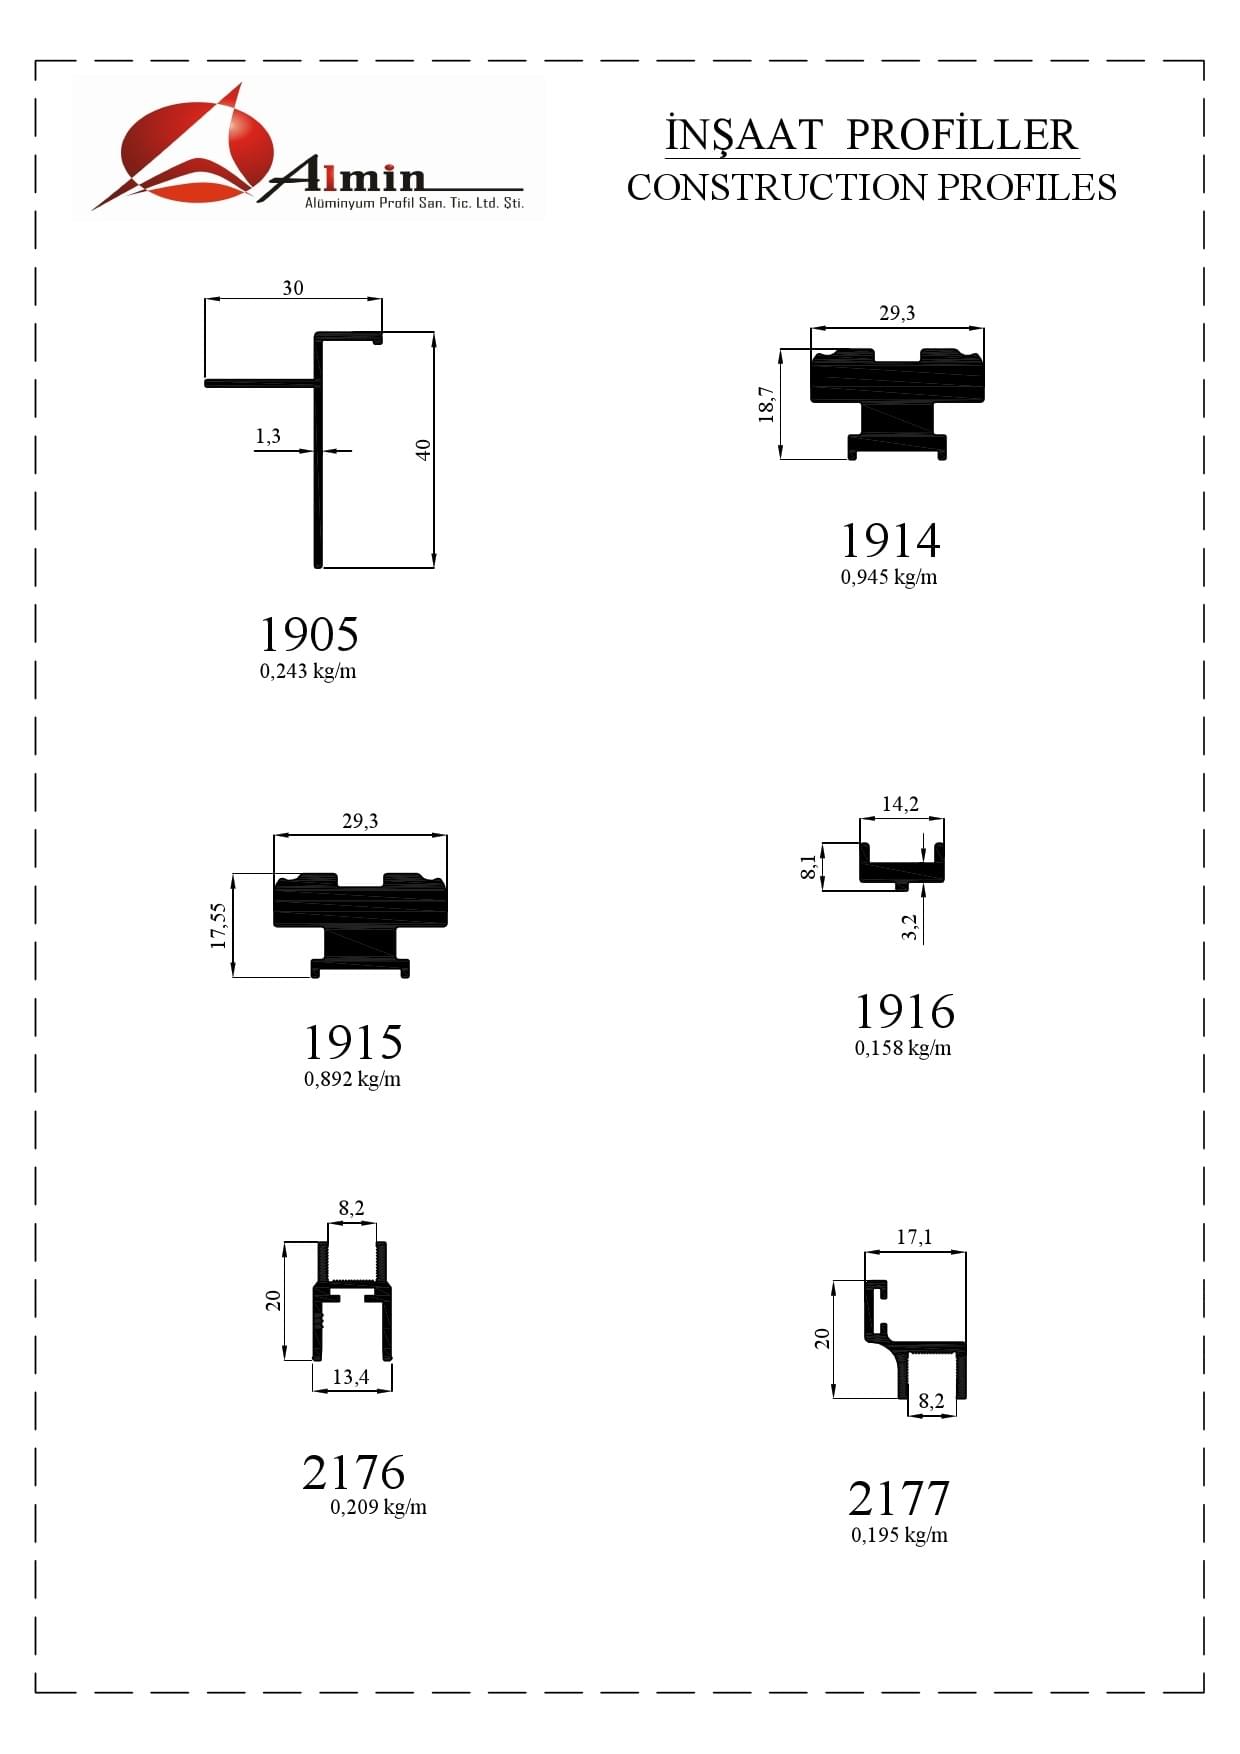 Almin
Alüminyum Profil San. Tic. Ltd. Şti.
İNŞAAT PROFİLLER
CONSTRUCTION PROFILES
30
1,3
40
1905
0,243 kg/m
29,3
18,7
1914
0,945 kg/m
29,3
17,55
1915
0,892 kg/m
14,2
8,1
3,2
1916
0,158 kg/m
8,2
20
13,4
2176
0,209 kg/m
17,1
20
8,2
2177
0,195 kg/m